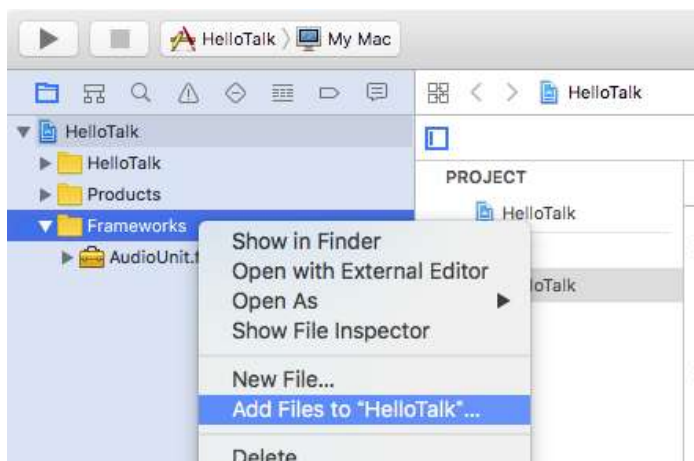 HelloTalk My Mac
HelloTalk
HelloTalk
HelloTalk
Products
Frameworks
AudioUnit.
PROJECT
HelloTalk
loTalk
Show in Finder
Open with External Editor
Open As
Show File Inspector
New File...
Add Files to “HelloTalk”...
Delete